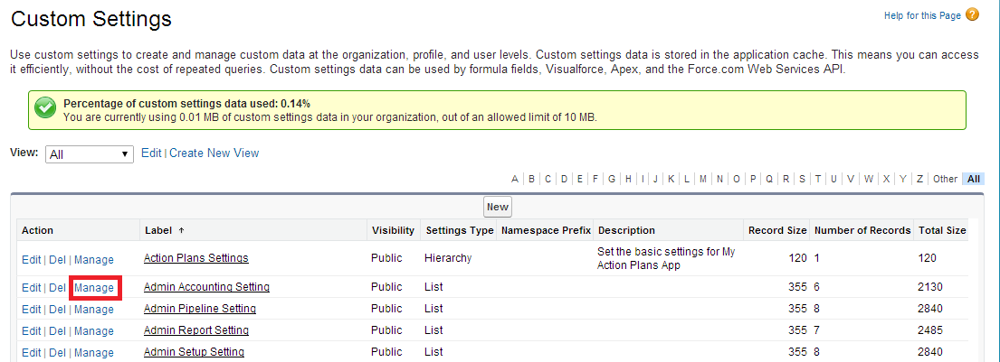 Custom Settings
Help for this Page ?
Use custom settings to create and manage custom data at the organization, profile, and user levels. Custom settings data is stored in the application cache. This means you can access
it efficiently, without the cost of repeated queries. Custom settings data can be used by formula fields, Visualforce, Apex, and the Force.com Web Services API.
Percentage of custom settings data used: 0.14%
You are currently using 0.01 MB of custom settings data in your organization, out of an allowed limit of 10 MB.
View: All Edit | Create New View
A | B | C | D | E | F | G | H | I | J | K | L | M | N | O | P | Q | R | S | T | U | V | W | X | Y | Z | Other All
New
Action Label ↑ Visibility Settings Type Namespace Prefix Description Record Size Number of Records Total Size
Edit | Del | Manage Action Plans Settings Public Hierarchy Set the basic settings for My 120 1 120
Action Plans App
Edit | Del | Manage Admin Accounting Setting Public List 355 6 2130
Edit | Del | Manage Admin Pipeline Setting Public List 355 8 2840
Edit | Del | Manage Admin Report Setting Public List 355 7 2485
Edit | Del | Manage Admin Setup Setting Public List 355 8 2840